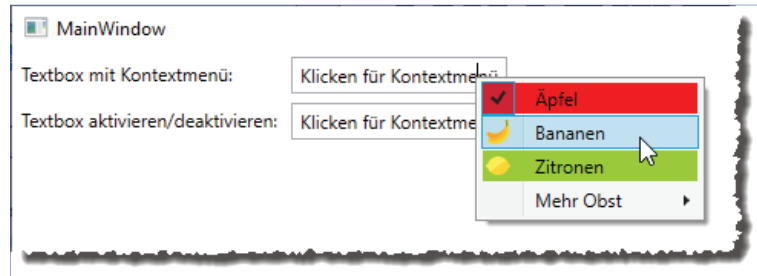 MainWindow
Textbox mit Kontextmenü: Klicken für Kontextmenü
Textbox aktivieren/deaktivieren: Klicken für Kontextme
Äpfel
Bananen
Zitronen
Mehr Obst